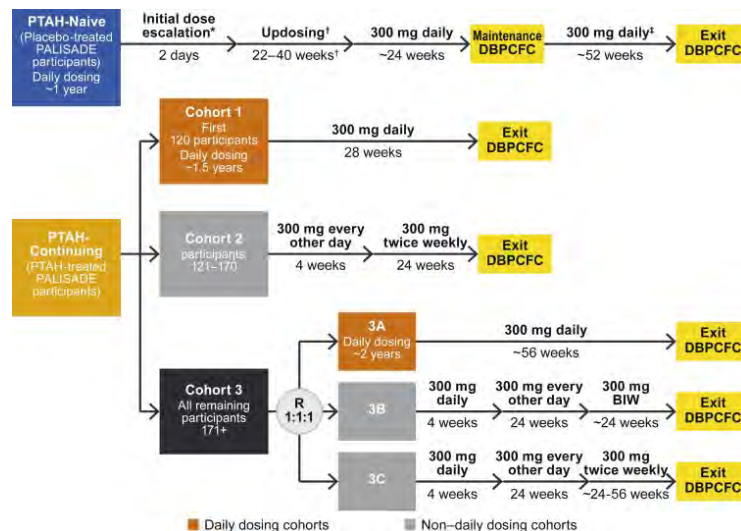 PTAH-Naive
(Placebo-treated
PALISADE
participants)
Daily dosing
~1 year
Initial dose
escalation*
2 days
Updosing†
22–40 weeks†
300 mg daily
~24 weeks
Maintenance
DBPCFC
300 mg daily‡
~52 weeks
Exit
DBPCFC
PTAH-
Continuing
(PTAH-treated
PALISADE
participants)
Cohort 1
First
120 participants
Daily dosing
~1.5 years
300 mg daily
28 weeks
Exit
DBPCFC
Cohort 2
participants
121–170
300 mg every
other day
4 weeks
300 mg
twice weekly
24 weeks
Exit
DBPCFC
Cohort 3
All remaining
participants
171+
R
1:1:1
3A
Daily dosing
~2 years
300 mg daily
~56 weeks
Exit
DBPCFC
3B
300 mg
daily
4 weeks
300 mg every
other day
24 weeks
300 mg
BIW
~24 weeks
Exit
DBPCFC
3C
300 mg
daily
4 weeks
300 mg every
other day
24 weeks
300 mg
twice weekly
~24-56 weeks
Exit
DBPCFC
Daily dosing cohorts
Non–daily dosing cohorts